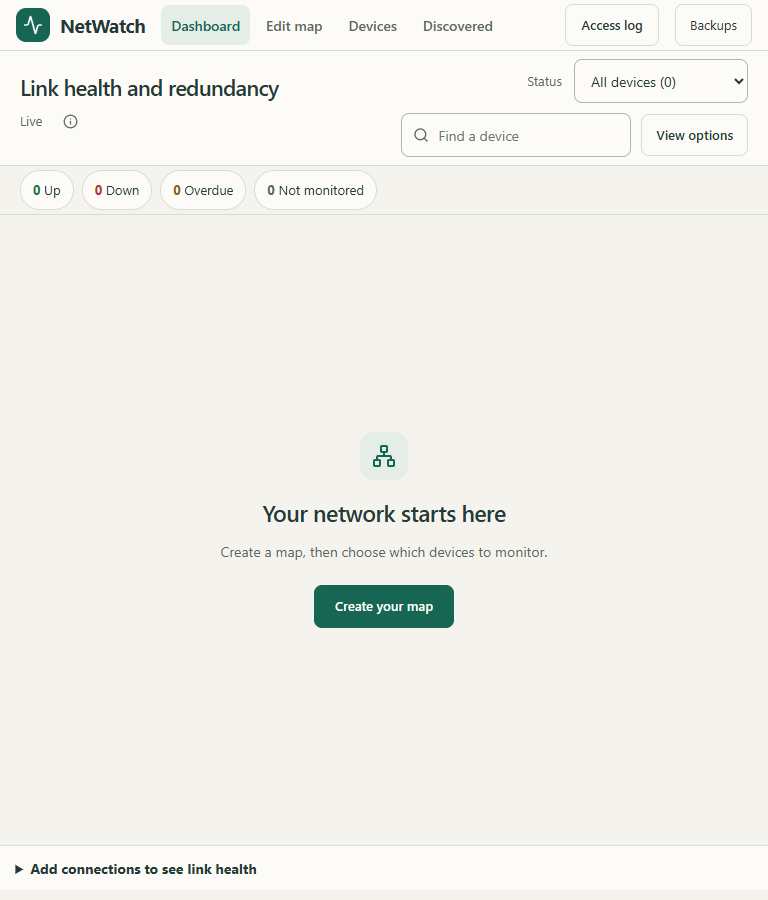 NetWatch
Dashboard
Edit map
Devices
Discovered
Access log
Backups
Link health and redundancy
Status
All devices (0)
Live
Find a device
View options
0 Up
0 Down
0 Overdue
0 Not monitored
Your network starts here
Create a map, then choose which devices to monitor.
Create your map
Add connections to see link health